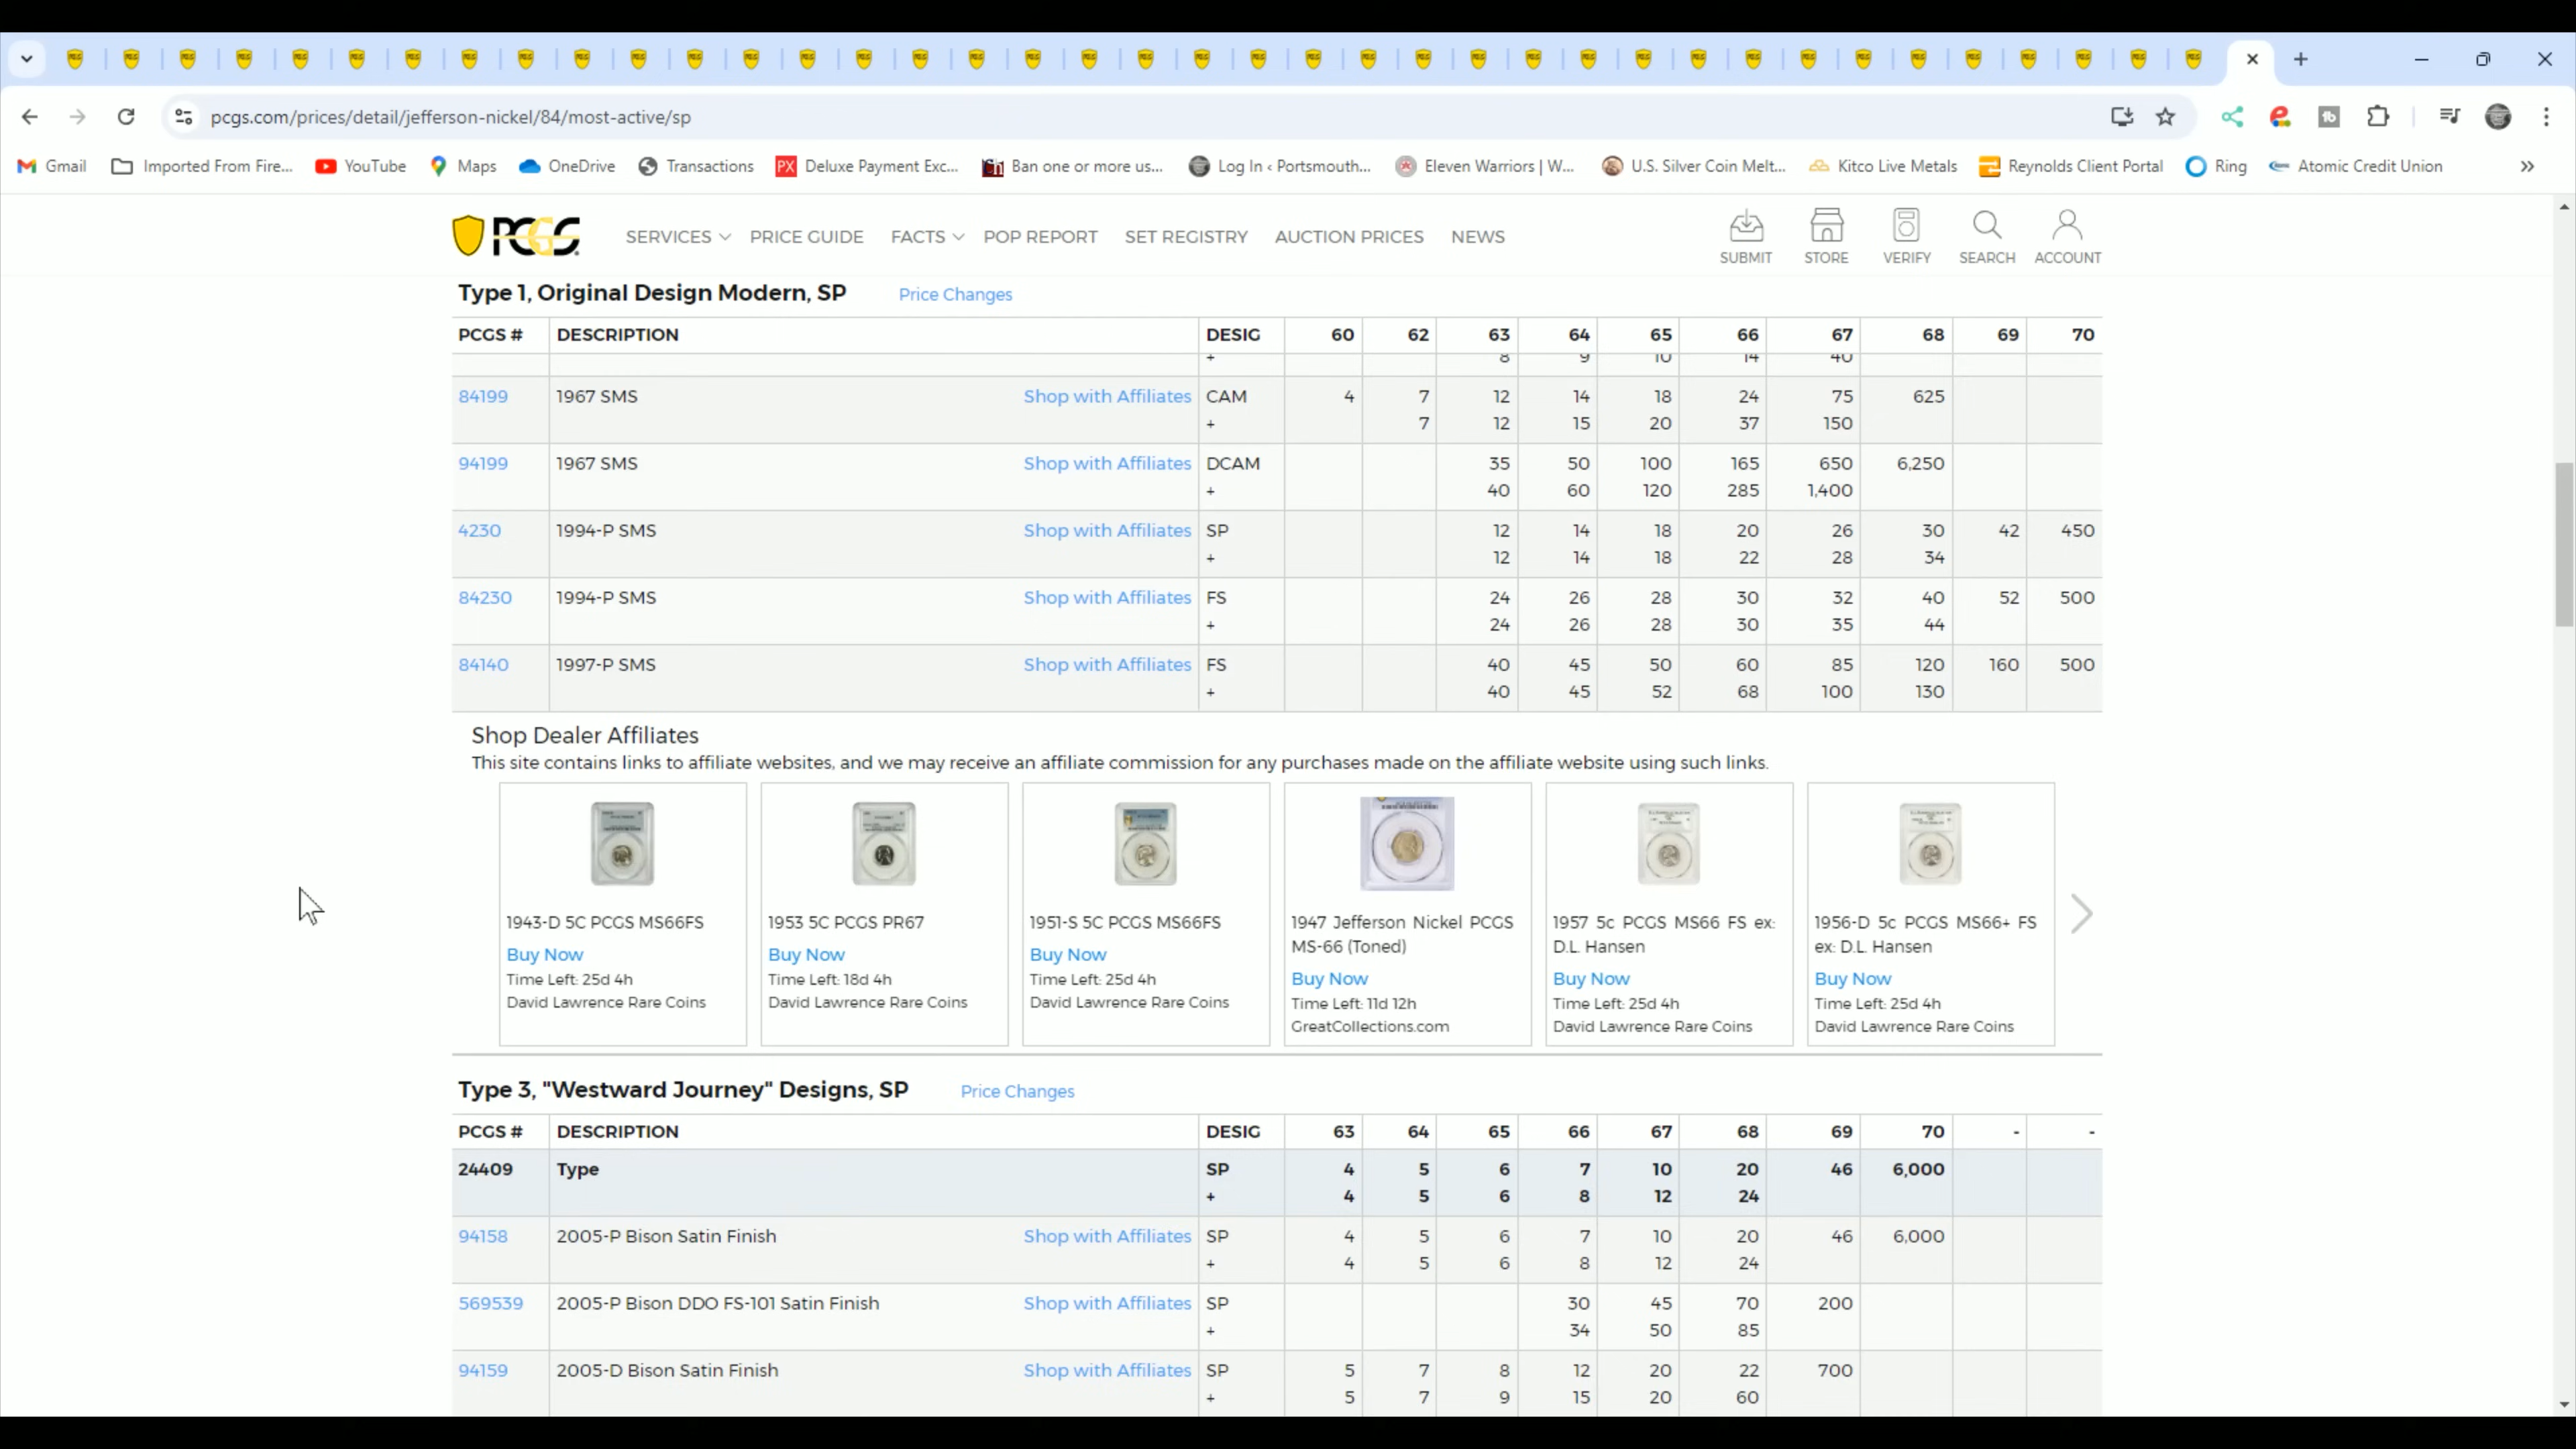 pcgs.com/prices/detail/jefferson-nickel/84/most-active/sp
Gmail Imported From Fire... YouTube Maps OneDrive Transactions PX Deluxe Payment Exc... Ban one or more us... Log In ‹ Portsmouth... Eleven Warriors | W... U.S. Silver Coin Melt... Kitco Live Metals Reynolds Client Portal Ring Atomic Credit Union »
PCGS SERVICES PRICE GUIDE FACTS POP REPORT SET REGISTRY AUCTION PRICES NEWS SUBMIT STORE VERIFY SEARCH ACCOUNT
Type 1, Original Design Modern, SP Price Changes
PCGS # DESCRIPTION DESIG 60 62 63 64 65 66 67 68 69 70
+ 8 9 10 14 40
84199 1967 SMS Shop with Affiliates CAM 4 7 12 14 18 24 75 625
+ 7 12 15 20 37 150
94199 1967 SMS Shop with Affiliates DCAM 35 50 100 165 650 6,250
+ 40 60 120 285 1,400
4230 1994-P SMS Shop with Affiliates SP 12 14 18 20 26 30 42 450
+ 12 14 18 22 28 34
84230 1994-P SMS Shop with Affiliates FS 24 26 28 30 32 40 52 500
+ 24 26 28 30 35 44
84140 1997-P SMS Shop with Affiliates FS 40 45 50 60 85 120 160 500
+ 40 45 52 68 100 130
Shop Dealer Affiliates
This site contains links to affiliate websites, and we may receive an affiliate commission for any purchases made on the affiliate website using such links.
1943-D 5C PCGS MS66FS
Buy Now
Time Left: 25d 4h
David Lawrence Rare Coins
1953 5C PCGS PR67
Buy Now
Time Left: 18d 4h
David Lawrence Rare Coins
1951-S 5C PCGS MS66FS
Buy Now
Time Left: 25d 4h
David Lawrence Rare Coins
1947 Jefferson Nickel PCGS
MS-66 (Toned)
Buy Now
Time Left: 11d 12h
GreatCollections.com
1957 5c PCGS MS66 FS ex:
D.L. Hansen
Buy Now
Time Left: 25d 4h
David Lawrence Rare Coins
1956-D 5c PCGS MS66+ FS
ex: D.L. Hansen
Buy Now
Time Left: 25d 4h
David Lawrence Rare Coins
Type 3, "Westward Journey" Designs, SP Price Changes
PCGS # DESCRIPTION DESIG 63 64 65 66 67 68 69 70 - -
24409 Type SP 4 5 6 7 10 20 46 6,000
+ 4 5 6 8 12 24
94158 2005-P Bison Satin Finish Shop with Affiliates SP 4 5 6 7 10 20 46 6,000
+ 4 5 6 8 12 24
569539 2005-P Bison DDO FS-101 Satin Finish Shop with Affiliates SP 30 45 70 200
+ 34 50 85
94159 2005-D Bison Satin Finish Shop with Affiliates SP 5 7 8 12 20 22 700
+ 5 7 9 15 20 60